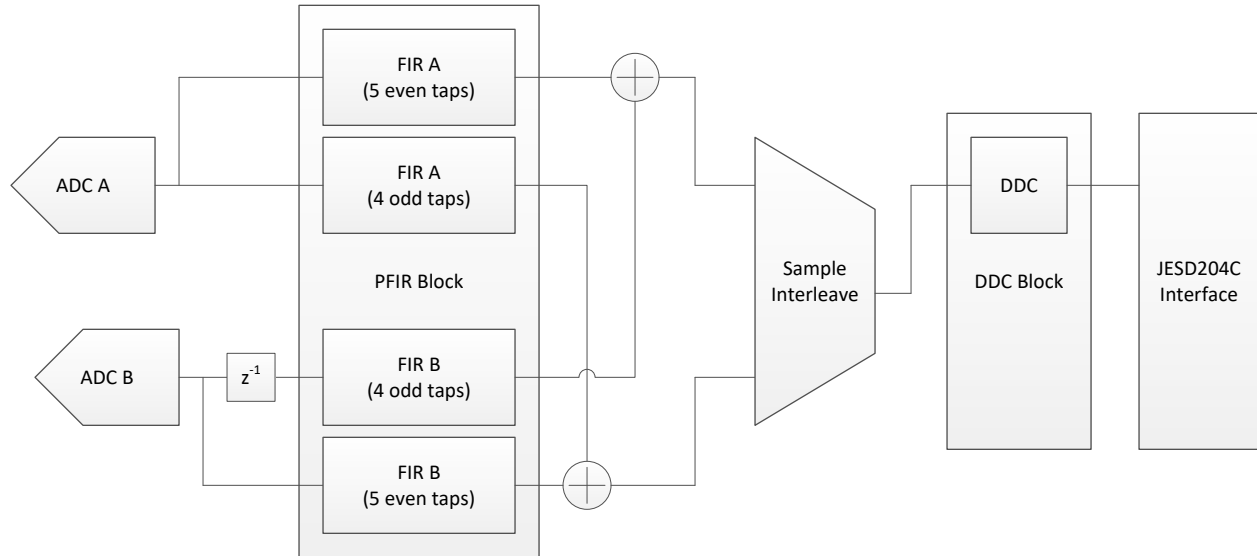 FIR A
(5 even taps)
ADC A
FIR A
(4 odd taps)
PFIR Block
ADC B
z-1
FIR B
(4 odd taps)
FIR B
(5 even taps)
Sample
Interleave
DDC
DDC Block
JESD204C
Interface